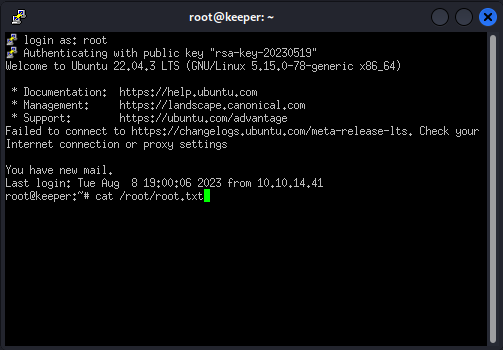 root@keeper: ~
login as: root
Authenticating with public key "rsa-key-20230519"
Welcome to Ubuntu 22.04.3 LTS (GNU/Linux 5.15.0-78-generic x86_64)
* Documentation:  https://help.ubuntu.com
* Management:     https://landscape.canonical.com
* Support:        https://ubuntu.com/advantage
Failed to connect to https://changelogs.ubuntu.com/meta-release-lts. Check your
Internet connection or proxy settings
You have new mail.
Last login: Tue Aug  8 19:00:06 2023 from 10.10.14.41
root@keeper:~# cat /root/root.txt